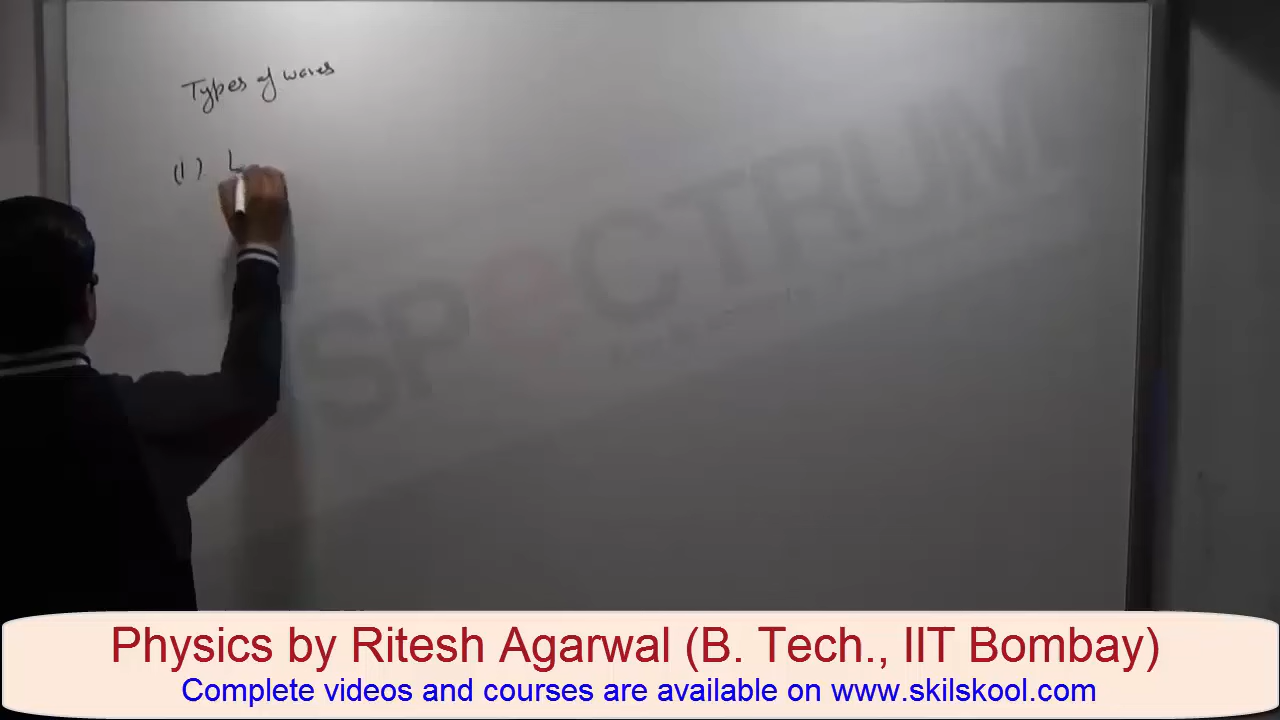 Types of waves
(1) L
SPECTRUM
Physics by Ritesh Agarwal (B. Tech., IIT Bombay)
Complete videos and courses are available on www.skilskool.com